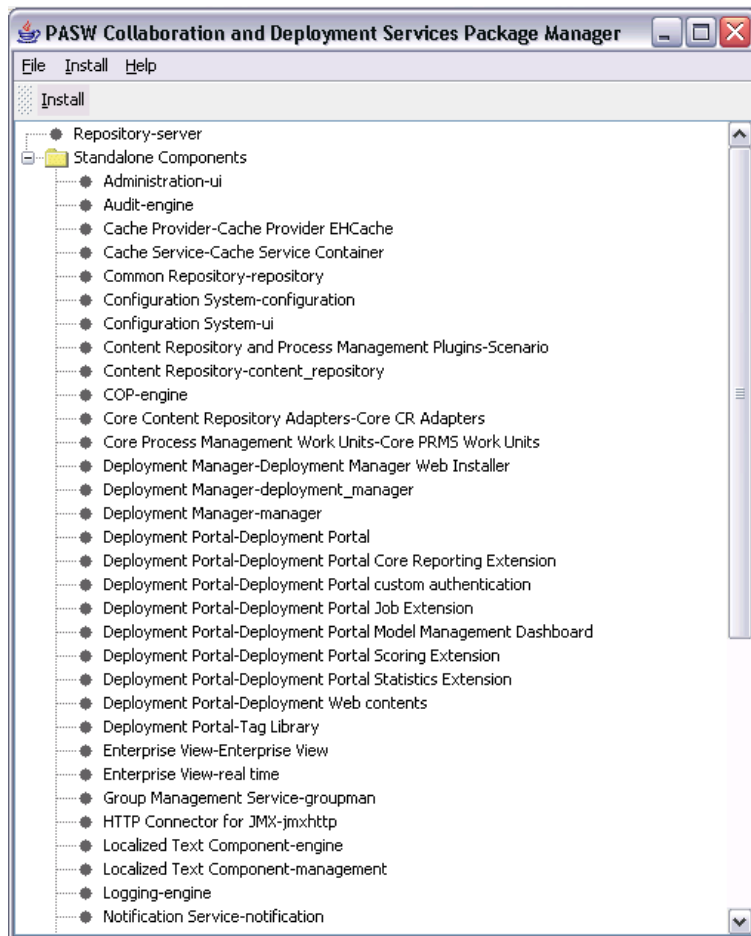 PASW Collaboration and Deployment Services Package Manager
File Install Help
Install
Repository-server
Standalone Components
Administration-ui
Audit-engine
Cache Provider-Cache Provider EHCache
Cache Service-Cache Service Container
Common Repository-repository
Configuration System-configuration
Configuration System-ui
Content Repository and Process Management Plugins-Scenario
Content Repository-content_repository
COP-engine
Core Content Repository Adapters-Core CR Adapters
Core Process Management Work Units-Core PRMS Work Units
Deployment Manager-Deployment Manager Web Installer
Deployment Manager-deployment_manager
Deployment Manager-manager
Deployment Portal-Deployment Portal
Deployment Portal-Deployment Portal Core Reporting Extension
Deployment Portal-Deployment Portal custom authentication
Deployment Portal-Deployment Portal Job Extension
Deployment Portal-Deployment Portal Model Management Dashboard
Deployment Portal-Deployment Portal Scoring Extension
Deployment Portal-Deployment Portal Statistics Extension
Deployment Portal-Deployment Web contents
Deployment Portal-Tag Library
Enterprise View-Enterprise View
Enterprise View-real time
Group Management Service-groupman
HTTP Connector for JMX-jmxhttp
Localized Text Component-engine
Localized Text Component-management
Logging-engine
Notification Service-notification